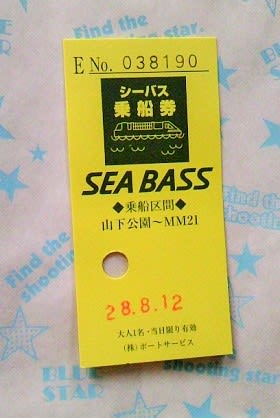 Find the
shooting star
E No. 038190
シーバス
乗船券
SEA BASS
◆乗船区間◆
山下公園～MM21
28.8.12
大人1名・当日限り有効
(株)ポートサービス
Find the
shooting star
Find the
shooting star
BLUE
STAR